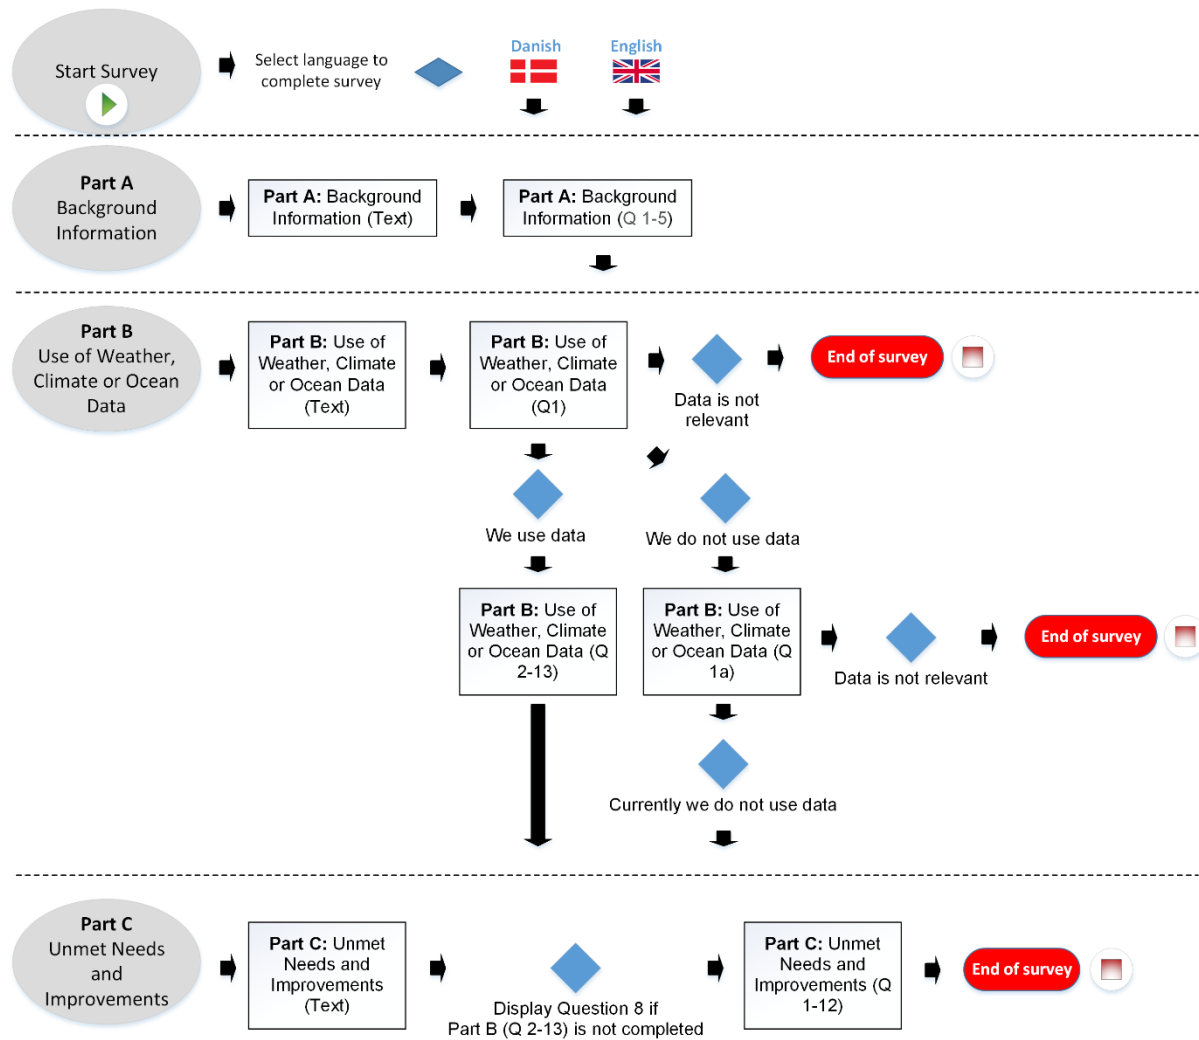 Start Survey
Select language to
complete survey
Danish
English
Part A
Background
Information
Part A: Background
Information (Text)
Part A: Background
Information (Q 1-5)
Part B
Use of Weather,
Climate or Ocean
Data
Part B: Use of
Weather, Climate
or Ocean Data
(Text)
Part B: Use of
Weather, Climate
or Ocean Data
(Q1)
Data is not
relevant
End of survey
We use data
We do not use data
Part B: Use of
Weather, Climate
or Ocean Data (Q
2-13)
Part B: Use of
Weather, Climate
or Ocean Data (Q
1a)
Data is not relevant
End of survey
Currently we do not use data
Part C
Unmet Needs
and
Improvements
Part C: Unmet
Needs and
Improvements
(Text)
Display Question 8 if
Part B (Q 2-13) is not completed
Part C: Unmet
Needs and
Improvements (Q
1-12)
End of survey